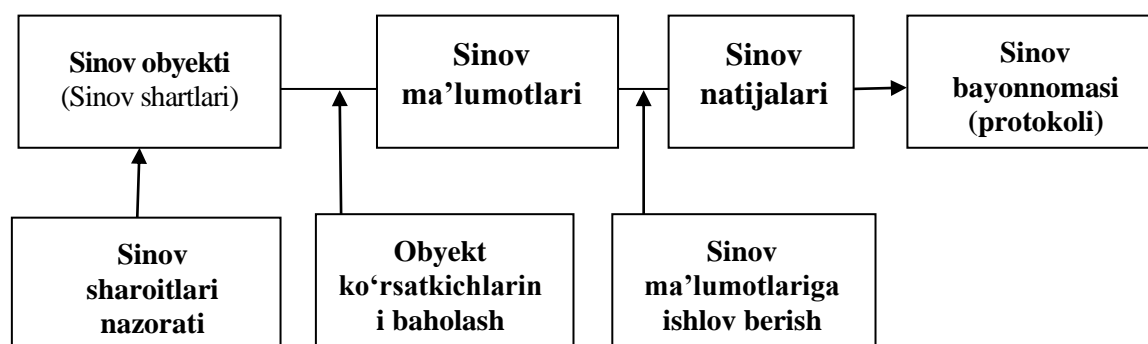 Sinov obyekti
(Sinov shartlari)
Sinov
ma’lumotlari
Sinov
natijalari
Sinov
bayonnomasi
(protokoli)
Sinov
sharoitlari
nazorati
Obyekt
ko‘rsatkichlarin
i baholash
Sinov
ma’lumotlariga
ishlov berish